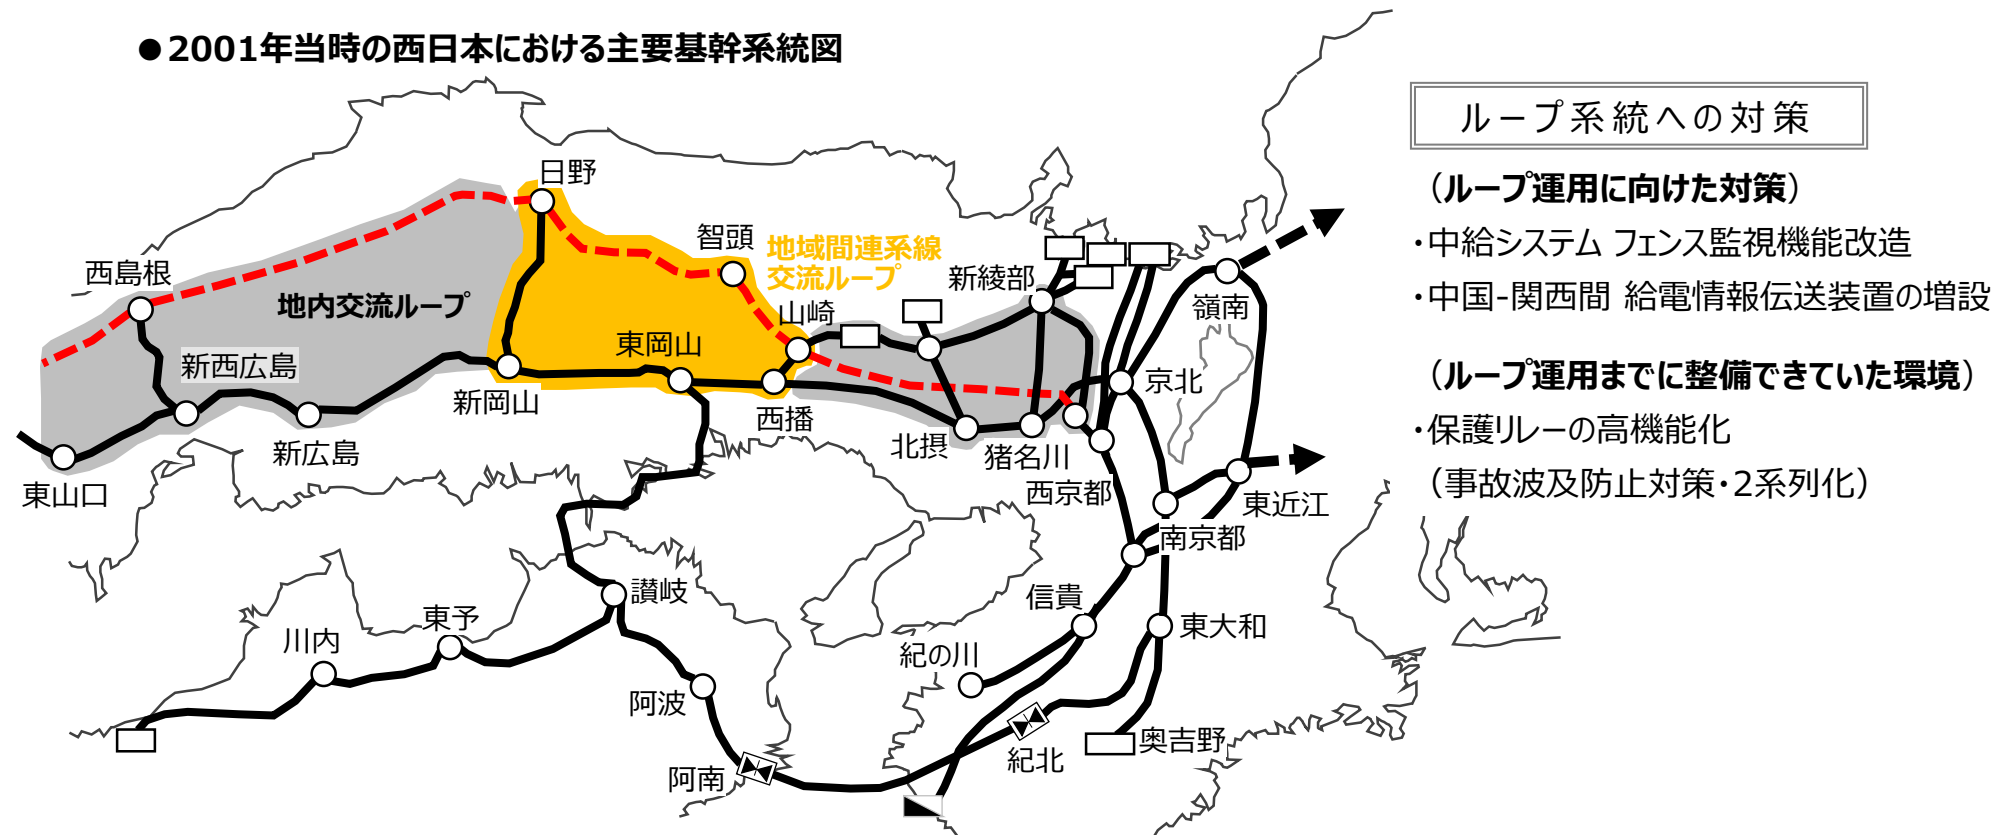 ●2001年当時の西日本における主要基幹系統図
ループ系統への対策
（ループ運用に向けた対策）
・中給システム フェンス監視機能改造
・中国-関西間 給電情報伝送装置の増設
（ループ運用までに整備できていた環境）
・保護リレーの高機能化
（事故波及防止対策・2系列化）
日野
智頭
地域間連系線
交流ループ
西島根
地内交流ループ
山崎
新綾部
嶺南
新西広島
東岡山
京北
新岡山
西播
新広島
北摂
猪名川
東山口
西京都
東近江
南京都
讃岐
信貴
東予
東大和
川内
紀の川
阿波
奥吉野
紀北
阿南